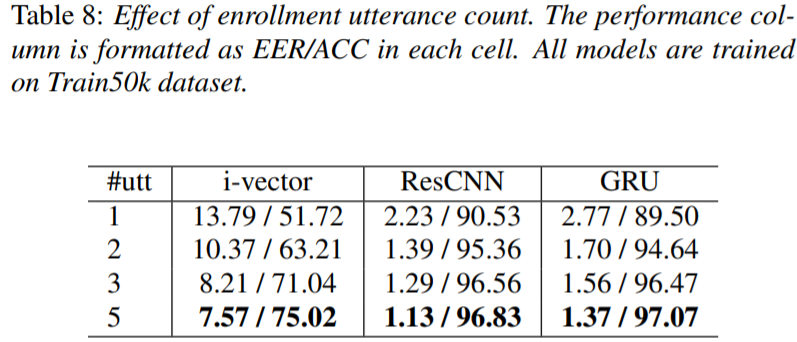 Table 8: Effect of enrollment utterance count. The performance col-
umn is formatted as EER/ACC in each cell. All models are trained
on Train50k dataset.
#utt i-vector ResCNN GRU
1 13.79 / 51.72 2.23 / 90.53 2.77 / 89.50
2 10.37 / 63.21 1.39 / 95.36 1.70 / 94.64
3 8.21 / 71.04 1.29 / 96.56 1.56 / 96.47
5 7.57 / 75.02 1.13 / 96.83 1.37 / 97.07